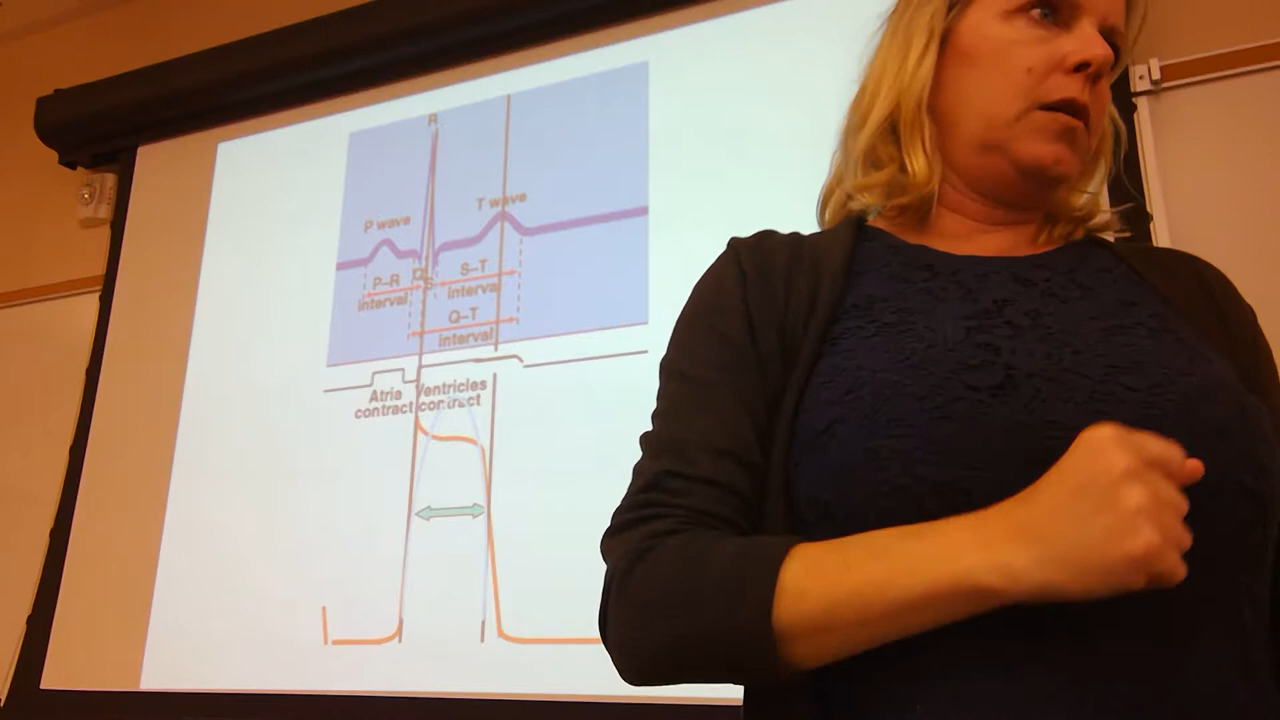 R
P wave
T wave
Q
S
P–R
interval
S–T
interval
Q–T
interval
Atria
contract
Ventricles
contract